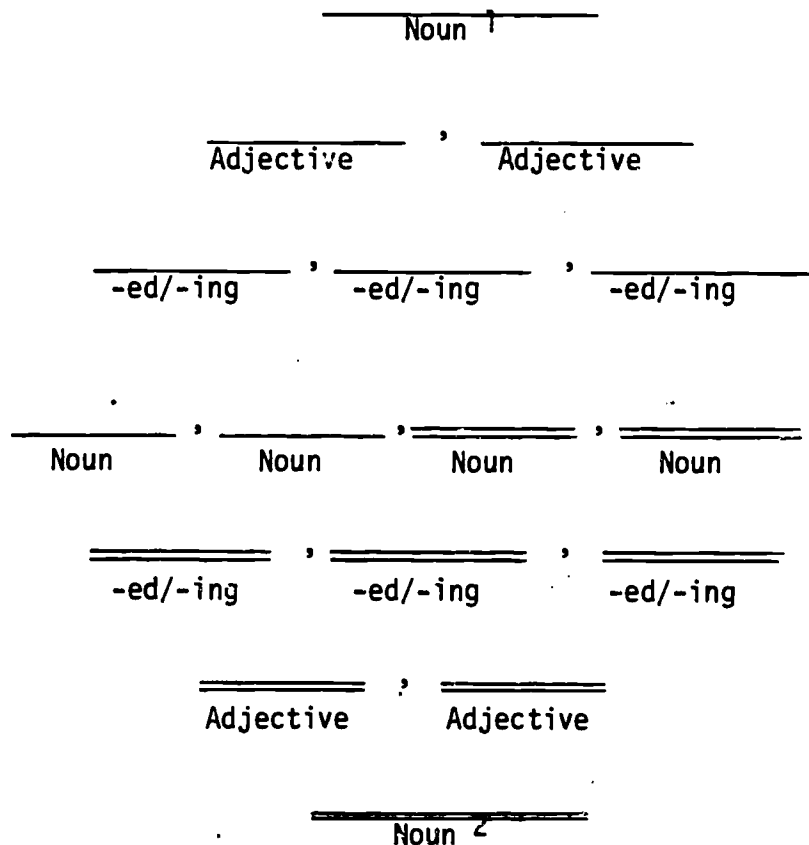 Noun 1
, 
Adjective Adjective
, ,
-ed/-ing -ed/-ing -ed/-ing
, , ,
Noun Noun Noun Noun
, ,
-ed/-ing -ed/-ing -ed/-ing
,
Adjective Adjective
Noun 2